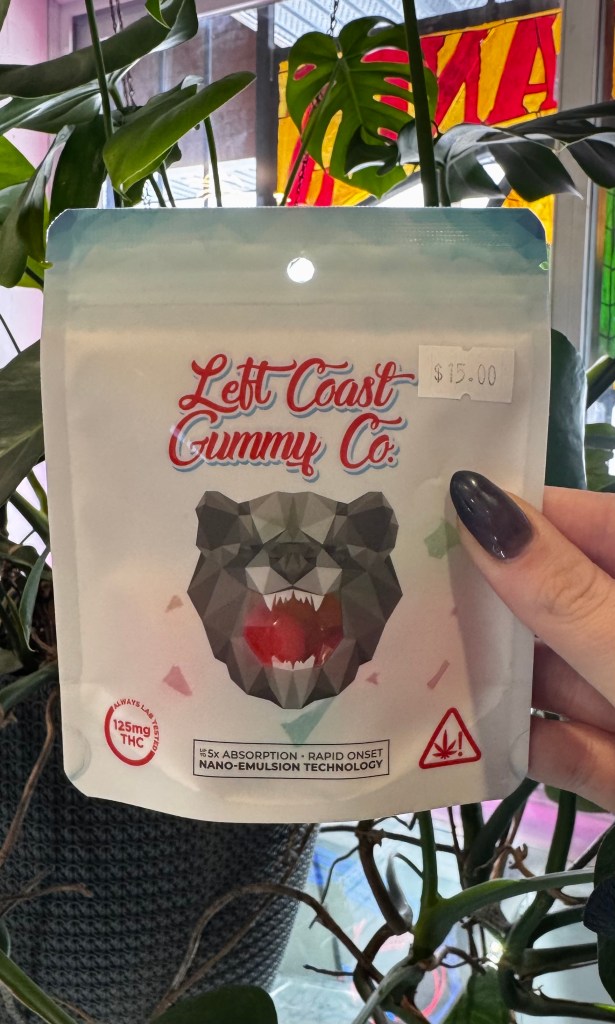 AN
Left Coast
$15.00
Gummy Co.
ALWAYS LAB TESTED
125mg
THC
UP TO 5x ABSORPTION • RAPID ONSET
NANO-EMULSION TECHNOLOGY
!